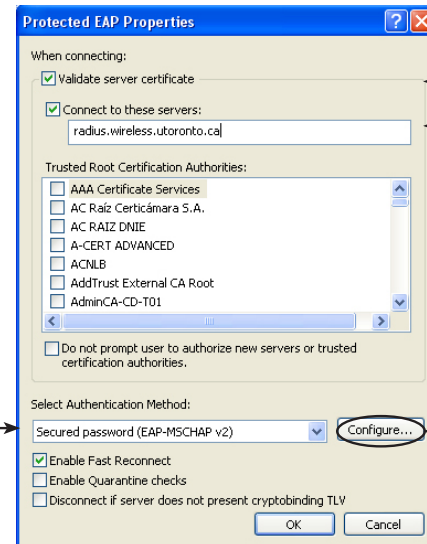 Protected EAP Properties
When connecting:
Validate server certificate
Connect to these servers:
radius.wireless.utoronto.ca
Trusted Root Certification Authorities:
AAA Certificate Services
AC Raíz Certicámara S.A.
AC RAIZ DNIE
A-CERT ADVANCED
ACNLB
AddTrust External CA Root
AdminCA-CD-T01
Do not prompt user to authorize new servers or trusted
certification authorities.
Select Authentication Method:
Secured password (EAP-MSCHAP v2) Configure...
Enable Fast Reconnect
Enable Quarantine checks
Disconnect if server does not present cryptobinding TLV
OK Cancel